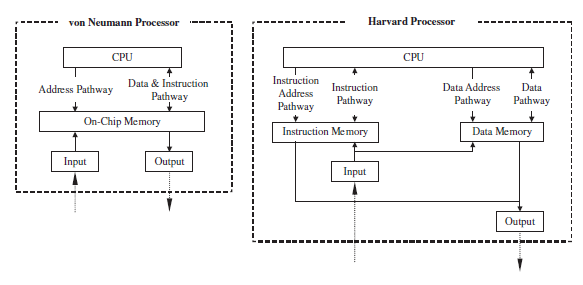 von Neumann Processor
CPU
Address Pathway
Data & Instruction
Pathway
On-Chip Memory
Input
Output
Harvard Processor
CPU
Instruction
Address
Pathway
Instruction
Pathway
Data Address
Pathway
Data
Pathway
Instruction Memory
Data Memory
Input
Output